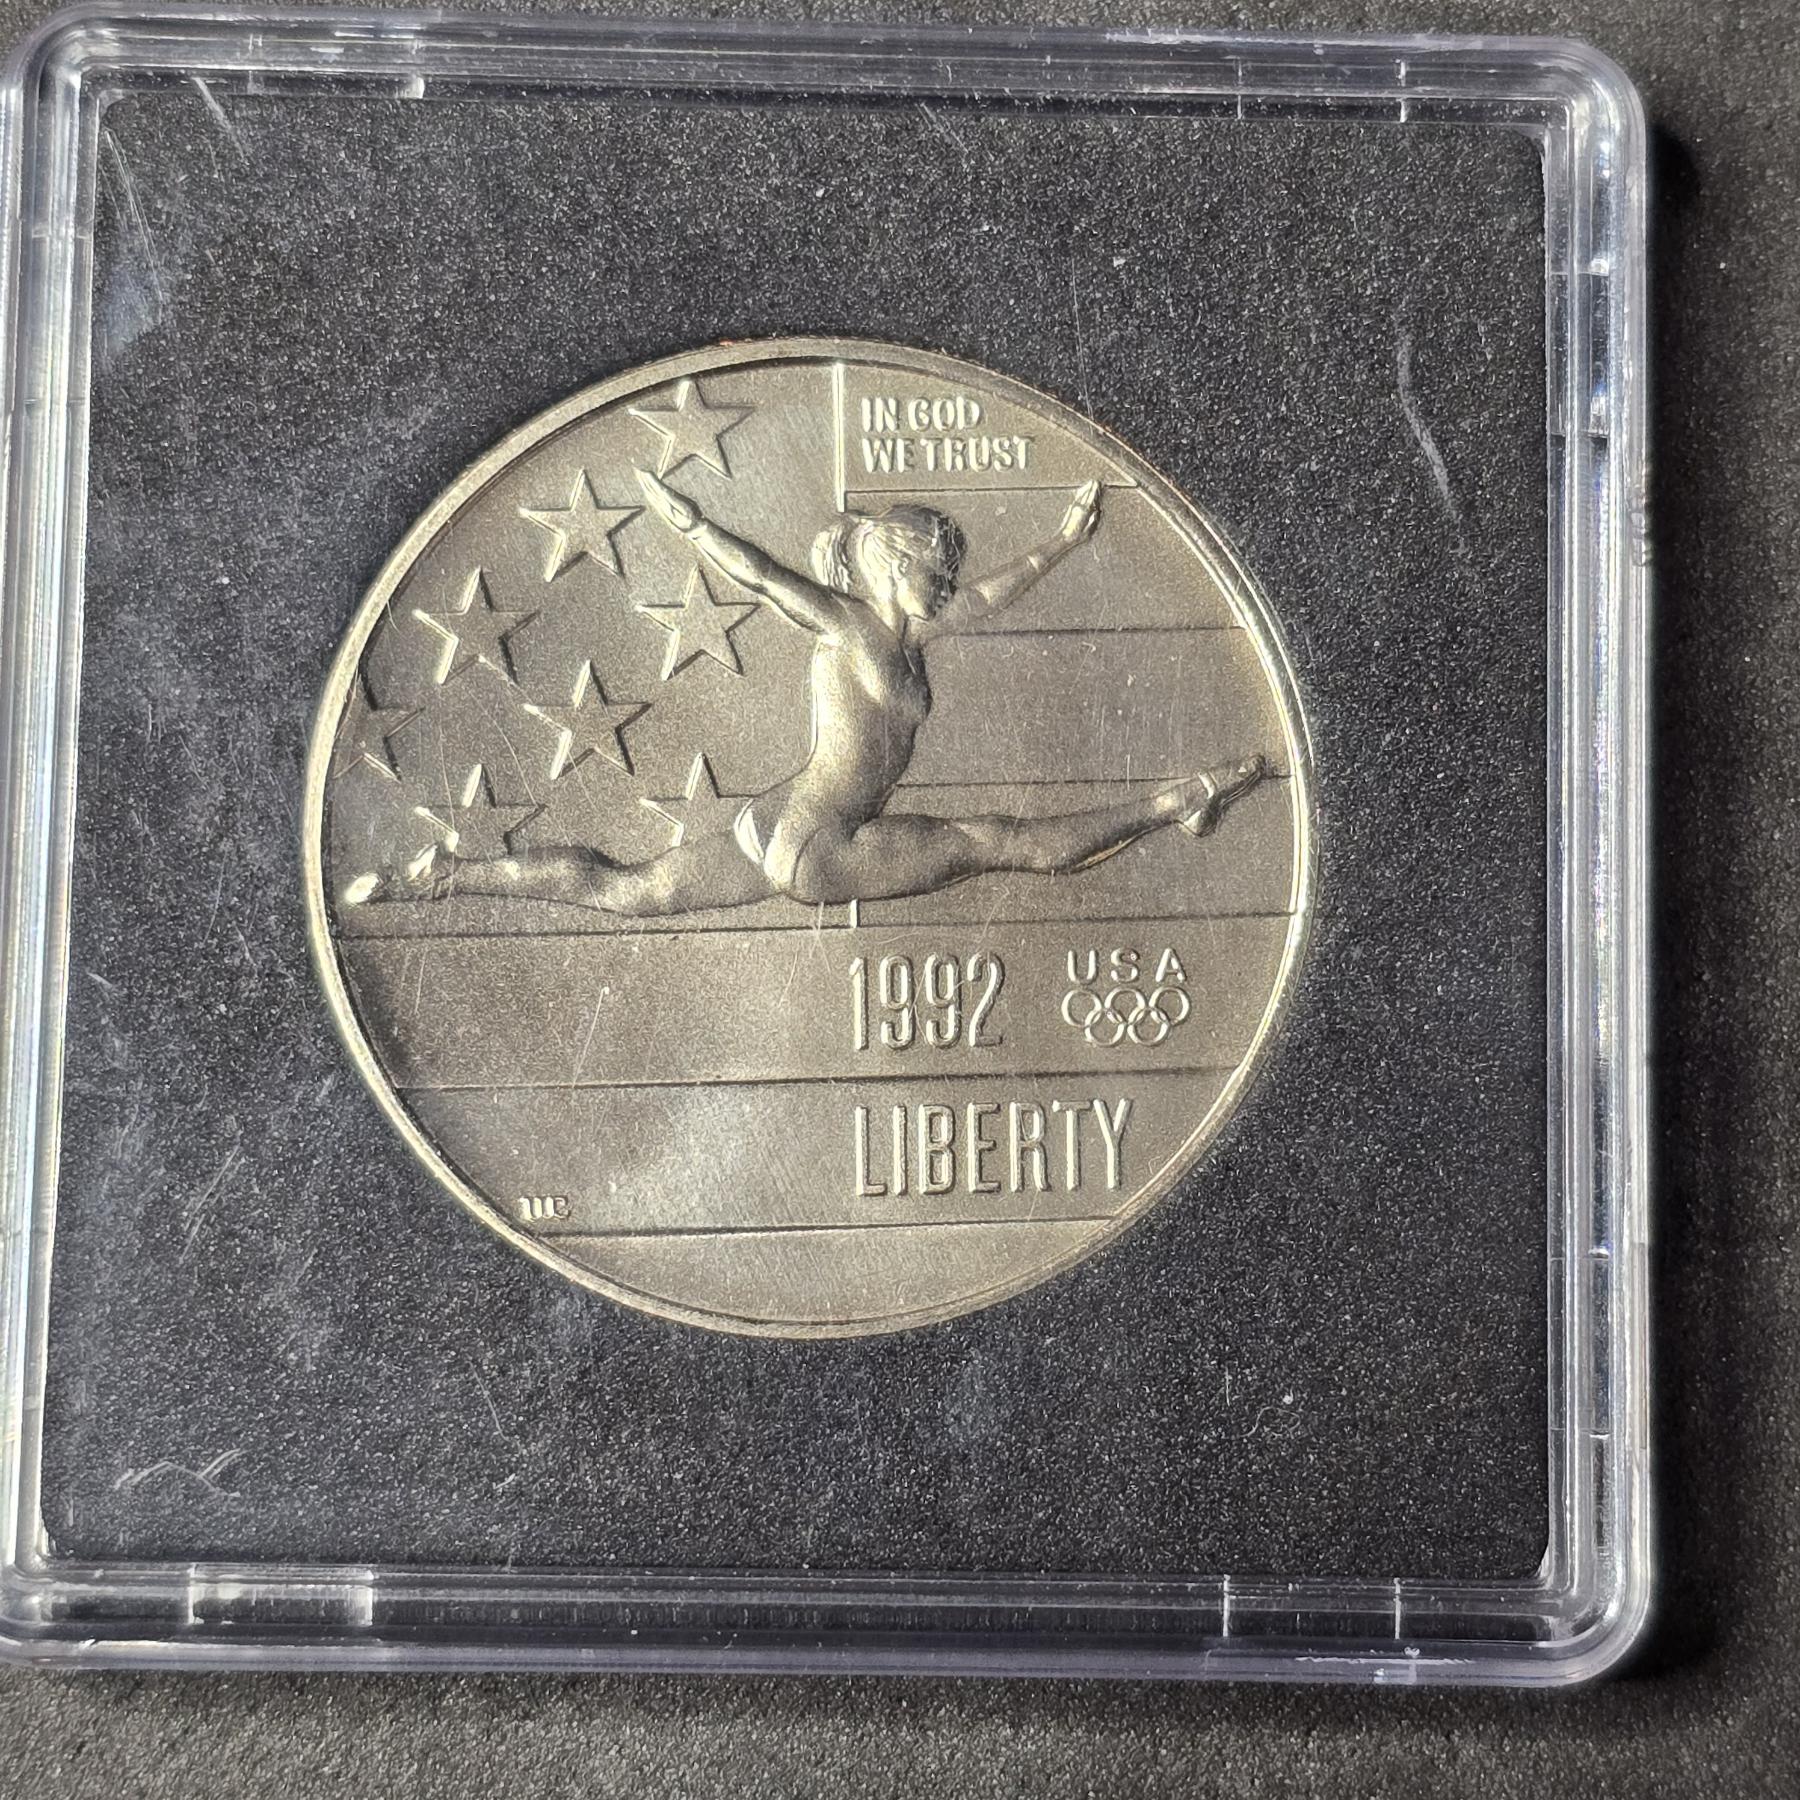 IN GOD
WE TRUST
1992
USA
LIBERTY